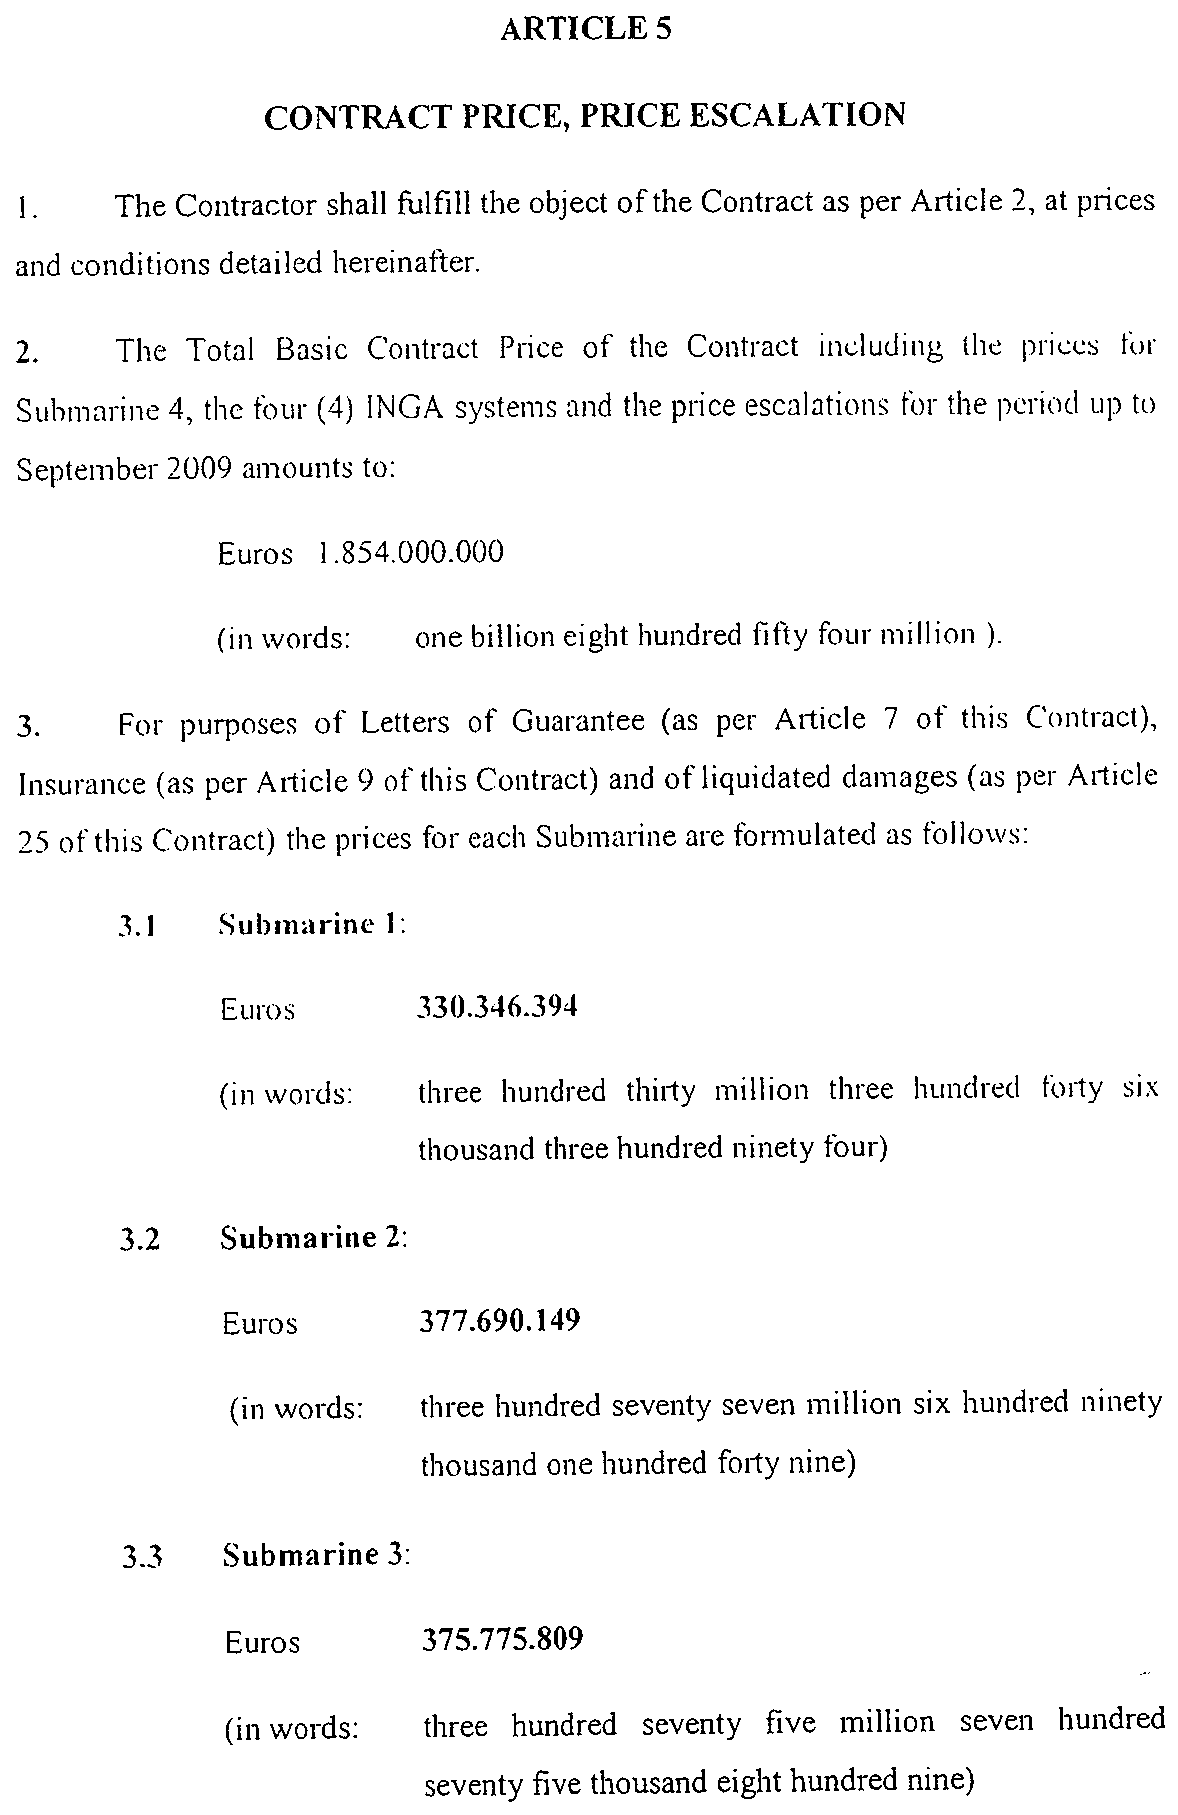 ARTICLE 5
CONTRACT PRICE, PRICE ESCALATION
1. The Contractor shall fulfill the object of the Contract as per Article 2, at prices
and conditions detailed hereinafter.
2. The Total Basic Contract Price of the Contract including the prices for
Submarine 4, the four (4) INGA systems and the price escalations for the period up to
September 2009 amounts to:
Euros 1.854.000.000
(in words: one billion eight hundred fifty four million ).
3. For purposes of Letters of Guarantee (as per Article 7 of this Contract),
Insurance (as per Article 9 of this Contract) and of liquidated damages (as per Article
25 of this Contract) the prices for each Submarine are formulated as follows:
3.1 Submarine 1:
Euros 330.346.394
(in words: three hundred thirty million three hundred forty six
thousand three hundred ninety four)
3.2 Submarine 2:
Euros 377.690.149
(in words: three hundred seventy seven million six hundred ninety
thousand one hundred forty nine)
3.3 Submarine 3:
Euros 375.775.809
(in words: three hundred seventy five million seven hundred
seventy five thousand eight hundred nine)